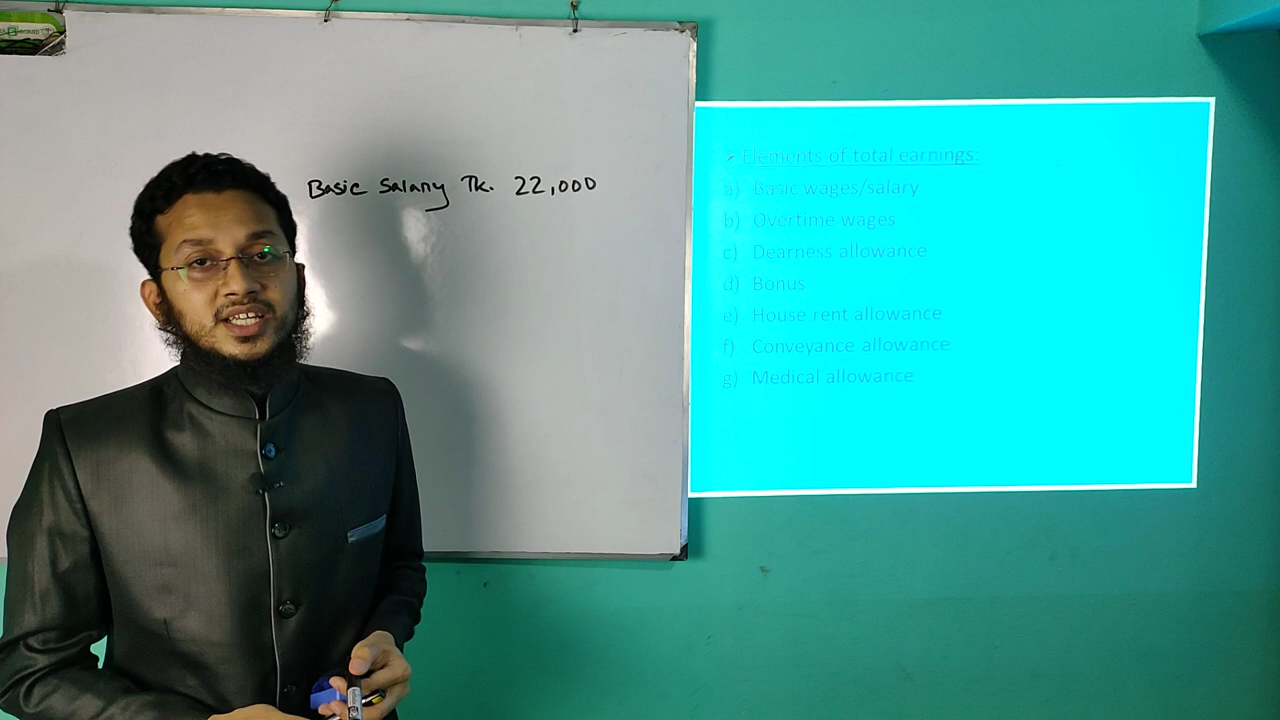 Basic Salary Tk. 22,000
Elements of total earnings:
a) Basic wages/salary
b) Overtime wages
c) Dearness allowance
d) Bonus
e) House rent allowance
f) Conveyance allowance
g) Medical allowance